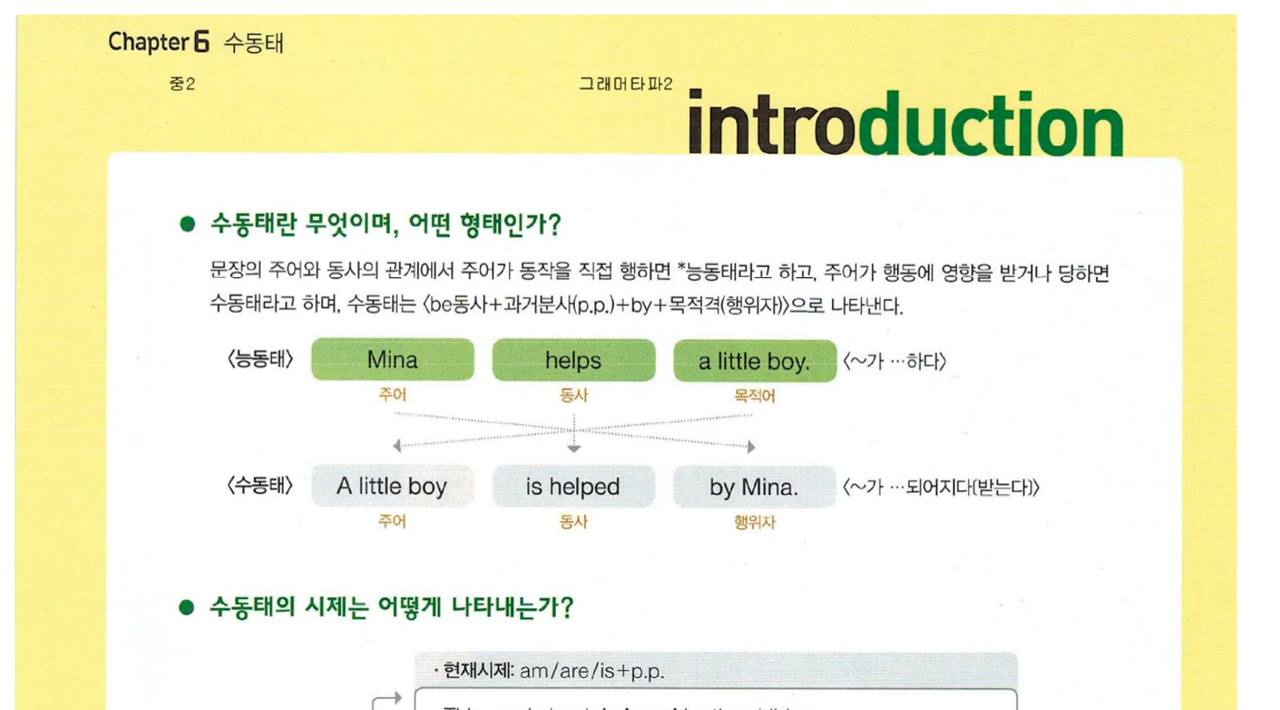 Chapter 6 수동태
중2 그래머타파2
introduction
● 수동태란 무엇이며, 어떤 형태인가?
문장의 주어와 동사의 관계에서 주어가 동작을 직접 행하면 *능동태라고 하고, 주어가 행동에 영향을 받거나 당하면
수동태라고 하며, 수동태는 〈be동사+과거분사(p.p.)+by+목적격(행위자)〉으로 나타낸다.
〈능동태〉 Mina helps a little boy. 〈~가 …하다〉
주어 동사 목적어
〈수동태〉 A little boy is helped by Mina. 〈~가 …되어지다(받는다)〉
주어 동사 행위자
● 수동태의 시제는 어떻게 나타내는가?
· 현재시제: am/are/is+p.p.